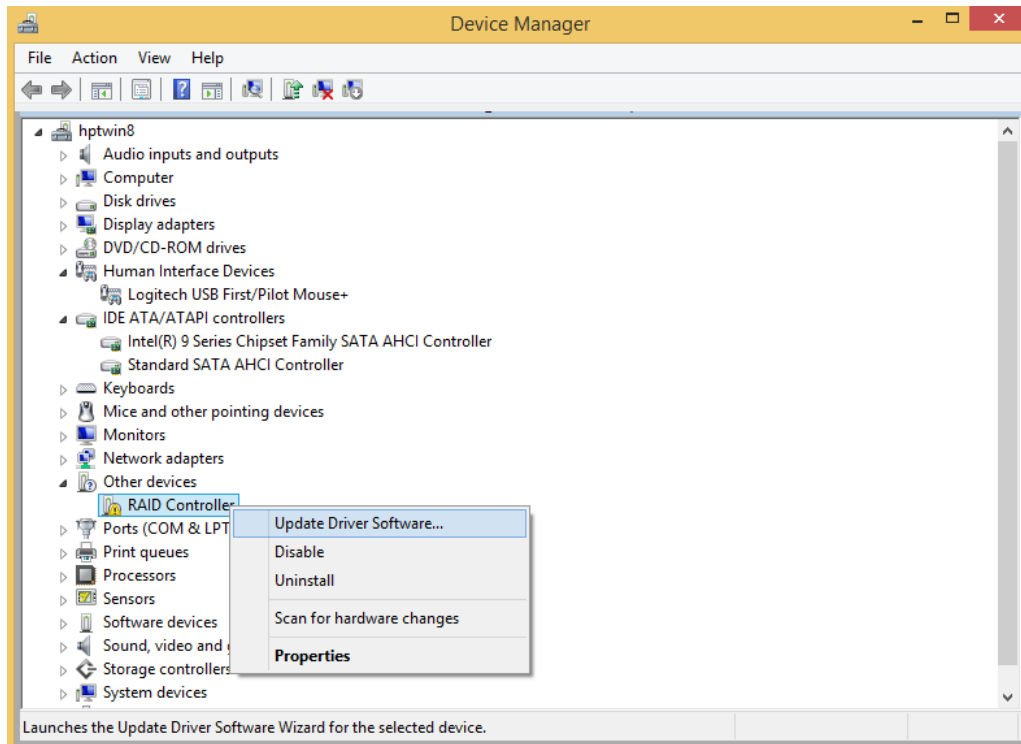 Device Manager
File Action View Help
hptwin8
Audio inputs and outputs
Computer
Disk drives
Display adapters
DVD/CD-ROM drives
Human Interface Devices
Logitech USB First/Pilot Mouse+
IDE ATA/ATAPI controllers
Intel(R) 9 Series Chipset Family SATA AHCI Controller
Standard SATA AHCI Controller
Keyboards
Mice and other pointing devices
Monitors
Network adapters
Other devices
RAID Controller
Ports (COM & LPT
Print queues
Processors
Sensors
Software devices
Sound, video and
Storage controllers
System devices
Update Driver Software...
Disable
Uninstall
Scan for hardware changes
Properties
Launches the Update Driver Software Wizard for the selected device.